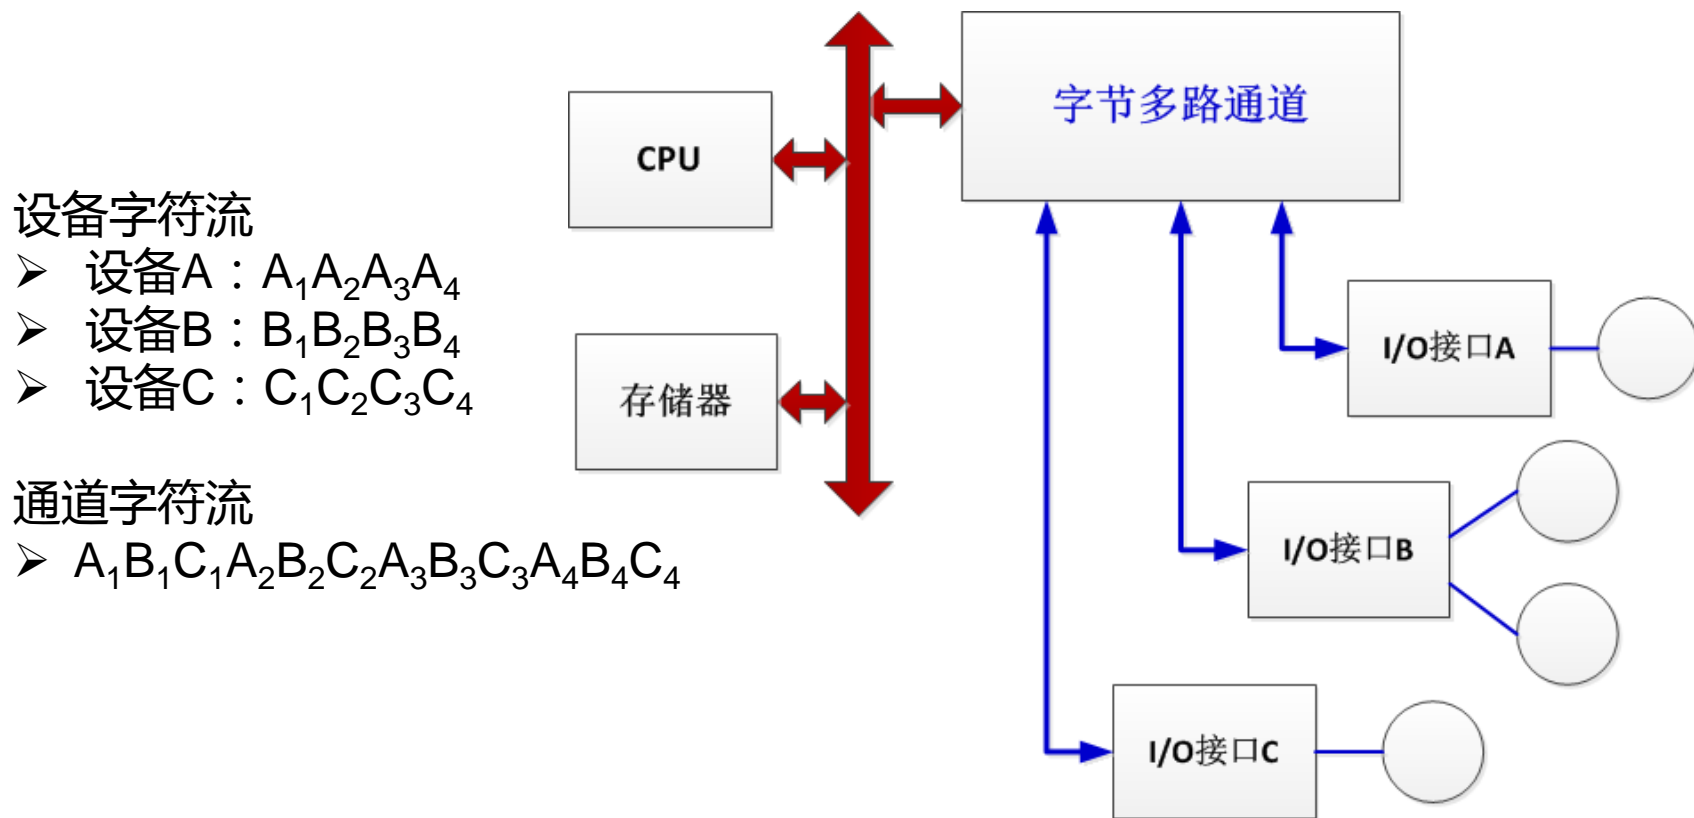 设备字符流
➢ 设备A：A₁A₂A₃A₄
➢ 设备B：B₁B₂B₃B₄
➢ 设备C：C₁C₂C₃C₄
通道字符流
➢ A₁B₁C₁A₂B₂C₂A₃B₃C₃A₄B₄C₄
CPU
存储器
字节多路通道
I/O接口A
I/O接口B
I/O接口C